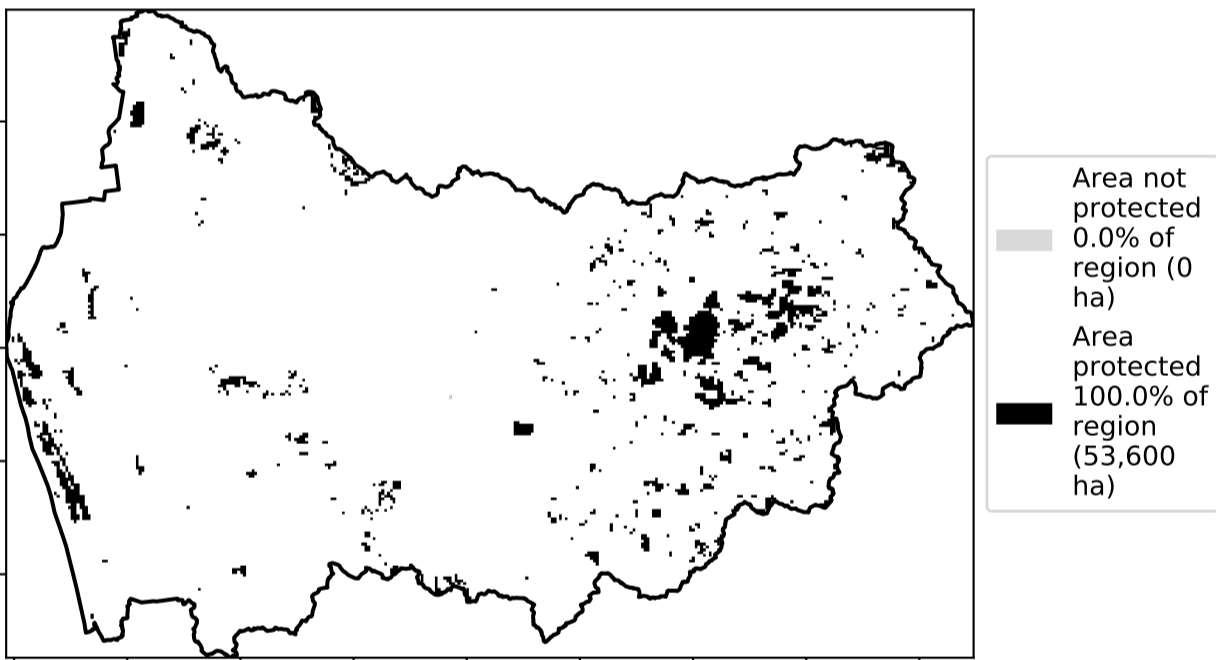 Area not
protected
0.0% of
region (0
ha)
Area
protected
100.0% of
region
(53,600
ha)